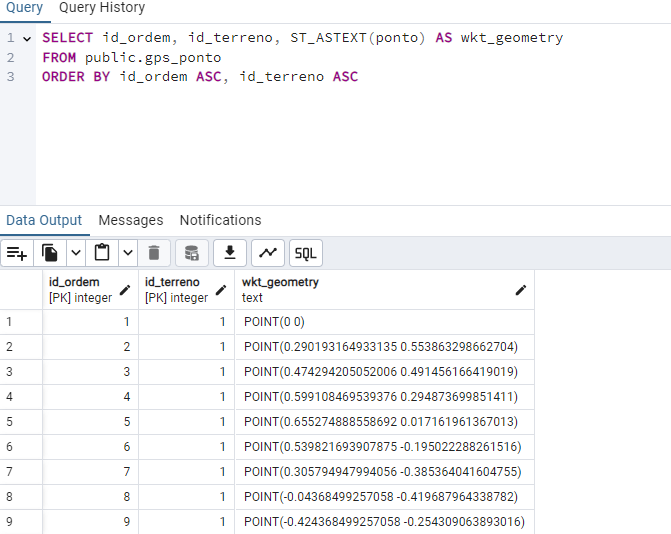 Query Query History
1 SELECT id_ordem, id_terreno, ST_ASTEXT(ponto) AS wkt_geometry
2 FROM public.gps_ponto
3 ORDER BY id_ordem ASC, id_terreno ASC
Data Output Messages Notifications
SQL
id_ordem id_terreno wkt_geometry
[PK] integer [PK] integer text
1 1 1 POINT(0 0)
2 2 1 POINT(0.290193164933135 0.553863298662704)
3 3 1 POINT(0.474294205052006 0.491456166419019)
4 4 1 POINT(0.599108469539376 0.294873699851411)
5 5 1 POINT(0.655274888558692 0.017161961367013)
6 6 1 POINT(0.539821693907875 -0.195022288261516)
7 7 1 POINT(0.305794947994056 -0.385364041604755)
8 8 1 POINT(-0.04368499257058 -0.419687964338782)
9 9 1 POINT(-0.424368499257058 -0.254309063893016)